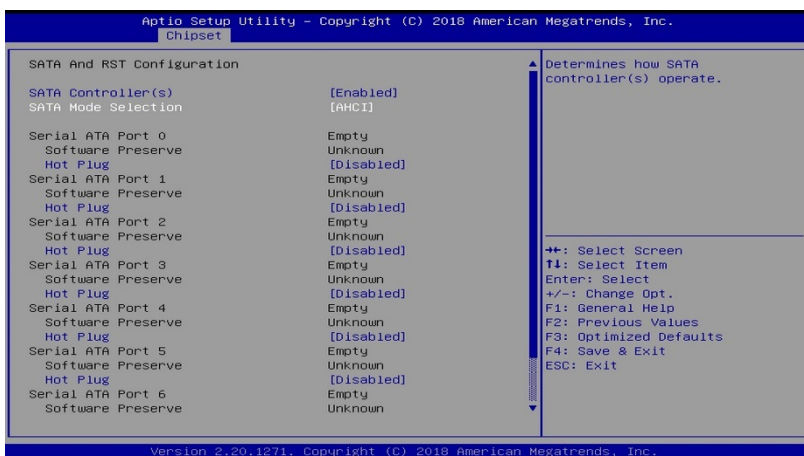 Aptio Setup Utility – Copyright (C) 2018 American Megatrends, Inc.
Chipset
SATA And RST Configuration
SATA Controller(s) [Enabled]
SATA Mode Selection [AHCI]
Serial ATA Port 0 Empty
Software Preserve Unknown
Hot Plug [Disabled]
Serial ATA Port 1 Empty
Software Preserve Unknown
Hot Plug [Disabled]
Serial ATA Port 2 Empty
Software Preserve Unknown
Hot Plug [Disabled]
Serial ATA Port 3 Empty
Software Preserve Unknown
Hot Plug [Disabled]
Serial ATA Port 4 Empty
Software Preserve Unknown
Hot Plug [Disabled]
Serial ATA Port 5 Empty
Software Preserve Unknown
Hot Plug [Disabled]
Serial ATA Port 6 Empty
Software Preserve Unknown
Determines how SATA
controller(s) operate.
→←: Select Screen
↑↓: Select Item
Enter: Select
+/-: Change Opt.
F1: General Help
F2: Previous Values
F3: Optimized Defaults
F4: Save & Exit
ESC: Exit
Version 2.20.1271. Copyright (C) 2018 American Megatrends, Inc.